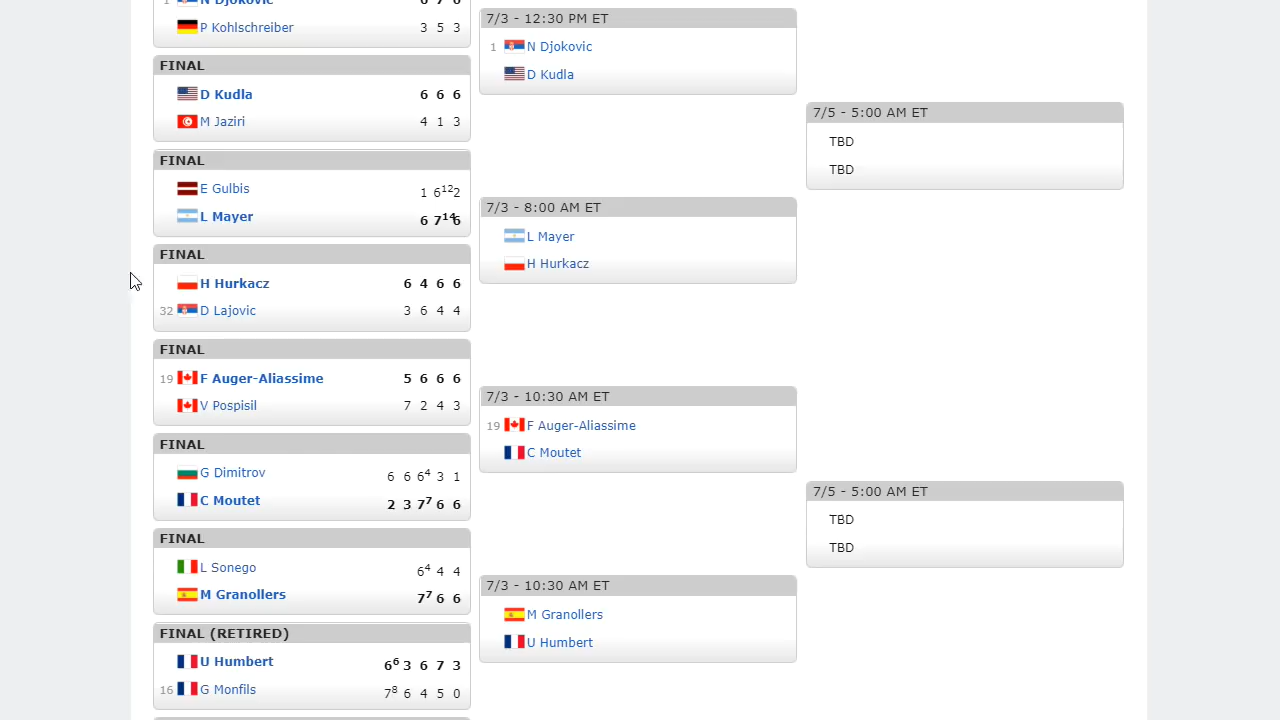 1 N Djokovic 6 7 6
P Kohlschreiber 3 5 3
FINAL
D Kudla 6 6 6
M Jaziri 4 1 3
FINAL
E Gulbis 1 6¹² 2
L Mayer 6 7¹⁴ 6
FINAL
H Hurkacz 6 4 6 6
32 D Lajovic 3 6 4 4
FINAL
19 F Auger-Aliassime 5 6 6 6
V Pospisil 7 2 4 3
FINAL
G Dimitrov 6 6 6⁴ 3 1
C Moutet 2 3 7⁷ 6 6
FINAL
L Sonego 6⁴ 4 4
M Granollers 7⁷ 6 6
FINAL (RETIRED)
U Humbert 6⁶ 3 6 7 3
16 G Monfils 7⁸ 6 4 5 0
7/3 - 12:30 PM ET
1 N Djokovic
D Kudla
7/3 - 8:00 AM ET
L Mayer
H Hurkacz
7/3 - 10:30 AM ET
19 F Auger-Aliassime
C Moutet
7/3 - 10:30 AM ET
M Granollers
U Humbert
7/5 - 5:00 AM ET
TBD
TBD
7/5 - 5:00 AM ET
TBD
TBD